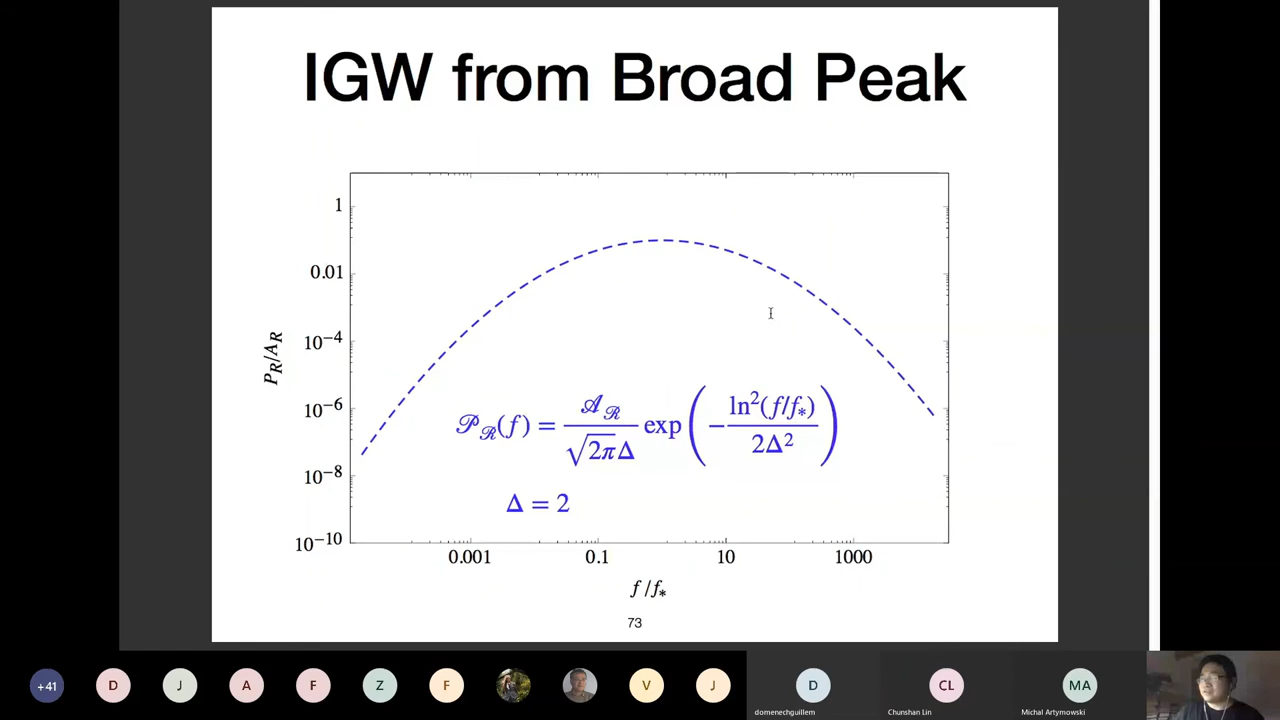 IGW from Broad Peak
1
0.01
10⁻⁴
10⁻⁶
10⁻⁸
10⁻¹⁰
P_R/A_R
𝒫_ℛ(f) = 𝒜_ℛ/(√2π Δ) exp(−ln²(f/f_*)/2Δ²)
Δ = 2
0.001 0.1 10 1000
f/f_*
73
+41 D J A F Z F V J D CL MA
domenechguillem Chunshan Lin Michal Artymowski